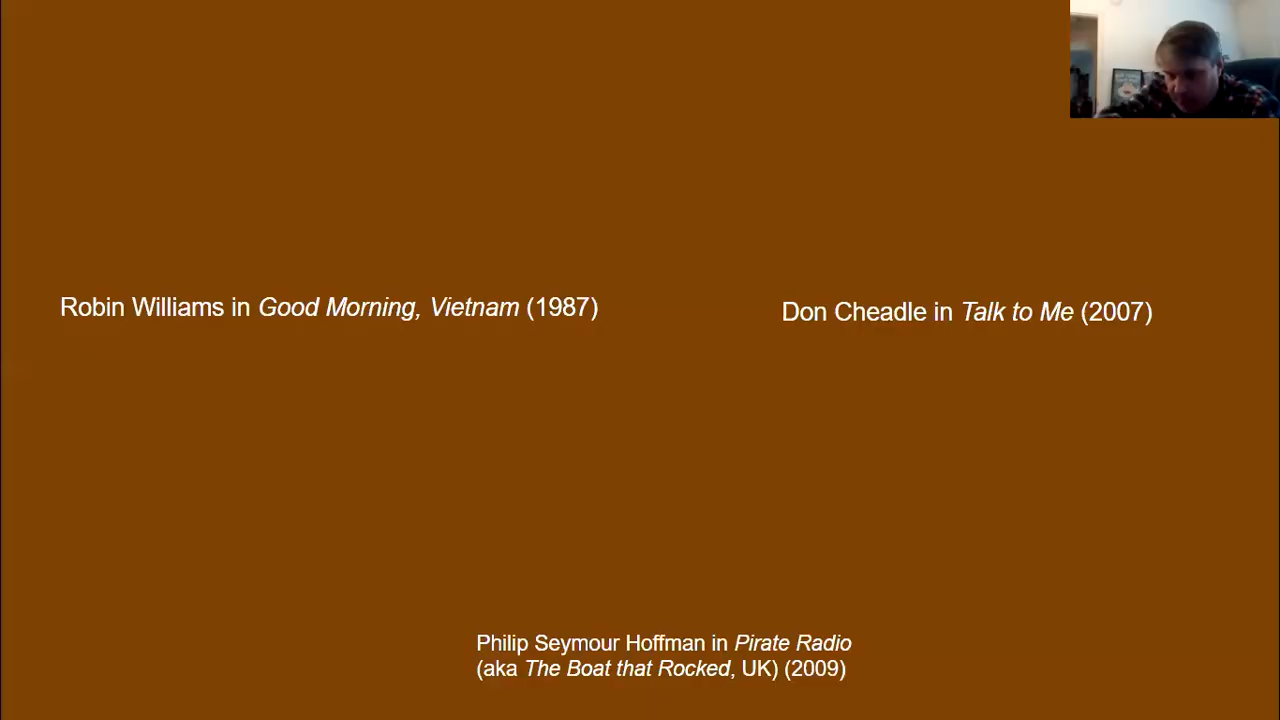 Robin Williams in Good Morning, Vietnam (1987)
Don Cheadle in Talk to Me (2007)
Philip Seymour Hoffman in Pirate Radio
(aka The Boat that Rocked, UK) (2009)